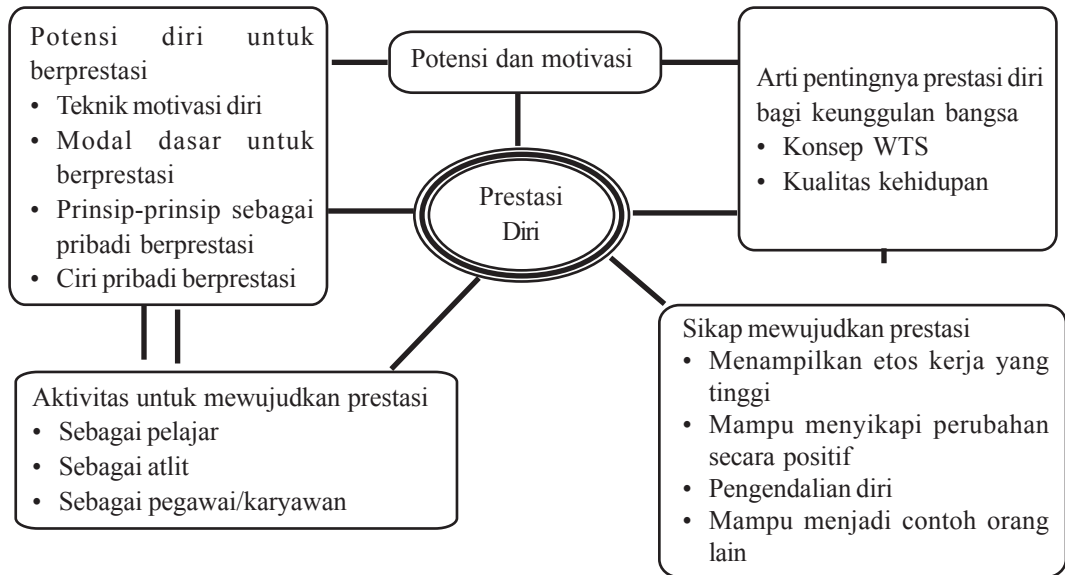 Potensi diri untuk
berprestasi
• Teknik motivasi diri
• Modal dasar untuk
berprestasi
• Prinsip-prinsip sebagai
pribadi berprestasi
• Ciri pribadi berprestasi
Potensi dan motivasi
Arti pentingnya prestasi diri
bagi keunggulan bangsa
• Konsep WTS
• Kualitas kehidupan
Prestasi
Diri
Aktivitas untuk mewujudkan prestasi
• Sebagai pelajar
• Sebagai atlit
• Sebagai pegawai/karyawan
Sikap mewujudkan prestasi
• Menampilkan etos kerja yang
tinggi
• Mampu menyikapi perubahan
secara positif
• Pengendalian diri
• Mampu menjadi contoh orang
lain